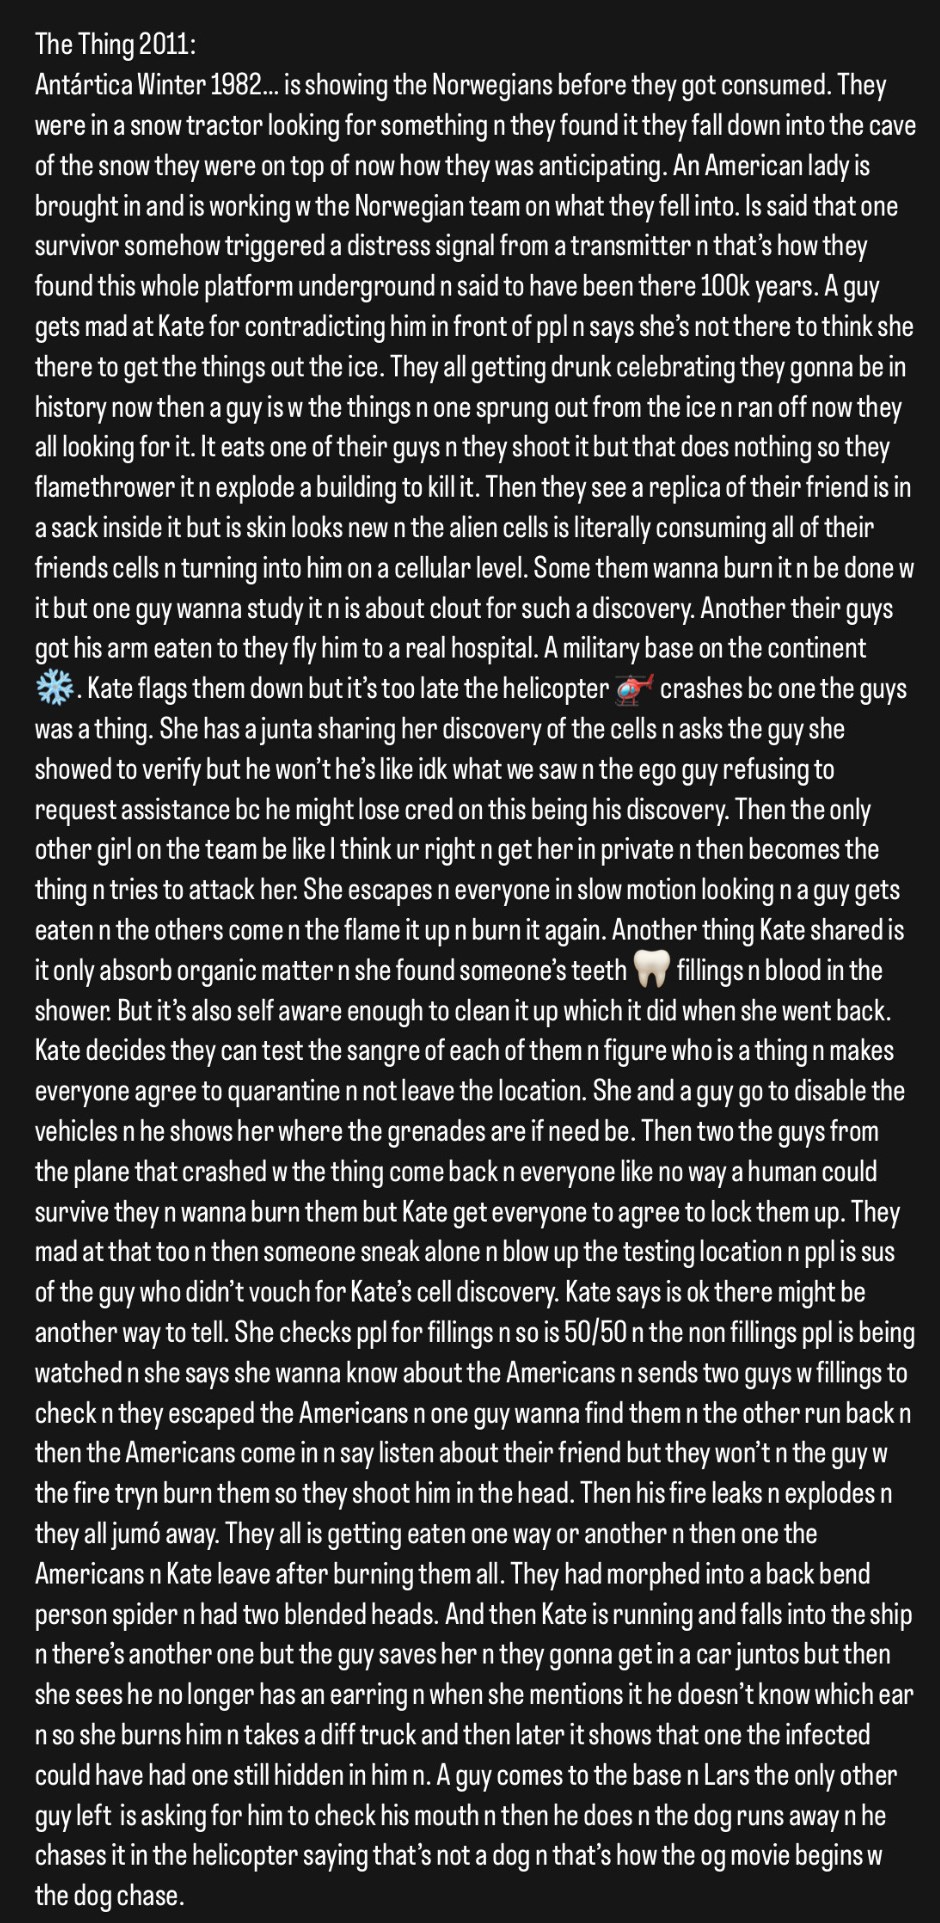 The Thing 2011:
Antártica Winter 1982... is showing the Norwegians before they got consumed. They
were in a snow tractor looking for something n they found it they fall down into the cave
of the snow they were on top of now how they was anticipating. An American lady is
brought in and is working w the Norwegian team on what they fell into. Is said that one
survivor somehow triggered a distress signal from a transmitter n that's how they
found this whole platform underground n said to have been there 100k years. A guy
gets mad at Kate for contradicting him in front of ppl n says she's not there to think she
there to get the things out the ice. They all getting drunk celebrating they gonna be in
history now then a guy is w the things n one sprung out from the ice n ran off now they
all looking for it. It eats one of their guys n they shoot it but that does nothing so they
flamethrower it n explode a building to kill it. Then they see a replica of their friend is in
a sack inside it but is skin looks new n the alien cells is literally consuming all of their
friends cells n turning into him on a cellular level. Some them wanna burn it n be done w
it but one guy wanna study it n is about clout for such a discovery. Another their guys
got his arm eaten to they fly him to a real hospital. A military base on the continent
❄️. Kate flags them down but it's too late the helicopter 🚁 crashes bc one the guys
was a thing. She has a junta sharing her discovery of the cells n asks the guy she
showed to verify but he won't he's like idk what we saw n the ego guy refusing to
request assistance bc he might lose cred on this being his discovery. Then the only
other girl on the team be like I think ur right n get her in private n then becomes the
thing n tries to attack her. She escapes n everyone in slow motion looking n a guy gets
eaten n the others come n the flame it up n burn it again. Another thing Kate shared is
it only absorb organic matter n she found someone's teeth 🦷 fillings n blood in the
shower. But it's also self aware enough to clean it up which it did when she went back.
Kate decides they can test the sangre of each of them n figure who is a thing n makes
everyone agree to quarantine n not leave the location. She and a guy go to disable the
vehicles n he shows her where the grenades are if need be. Then two the guys from
the plane that crashed w the thing come back n everyone like no way a human could
survive they n wanna burn them but Kate get everyone to agree to lock them up. They
mad at that too n then someone sneak alone n blow up the testing location n ppl is sus
of the guy who didn't vouch for Kate's cell discovery. Kate says is ok there might be
another way to tell. She checks ppl for fillings n so is 50/50 n the non fillings ppl is being
watched n she says she wanna know about the Americans n sends two guys w fillings to
check n they escaped the Americans n one guy wanna find them n the other run back n
then the Americans come in n say listen about their friend but they won't n the guy w
the fire tryn burn them so they shoot him in the head. Then his fire leaks n explodes n
they all jumó away. They all is getting eaten one way or another n then one the
Americans n Kate leave after burning them all. They had morphed into a back bend
person spider n had two blended heads. And then Kate is running and falls into the ship
n there's another one but the guy saves her n they gonna get in a car juntos but then
she sees he no longer has an earring n when she mentions it he doesn't know which ear
n so she burns him n takes a diff truck and then later it shows that one the infected
could have had one still hidden in him n. A guy comes to the base n Lars the only other
guy left  is asking for him to check his mouth n then he does n the dog runs away n he
chases it in the helicopter saying that's not a dog n that's how the og movie begins w
the dog chase.